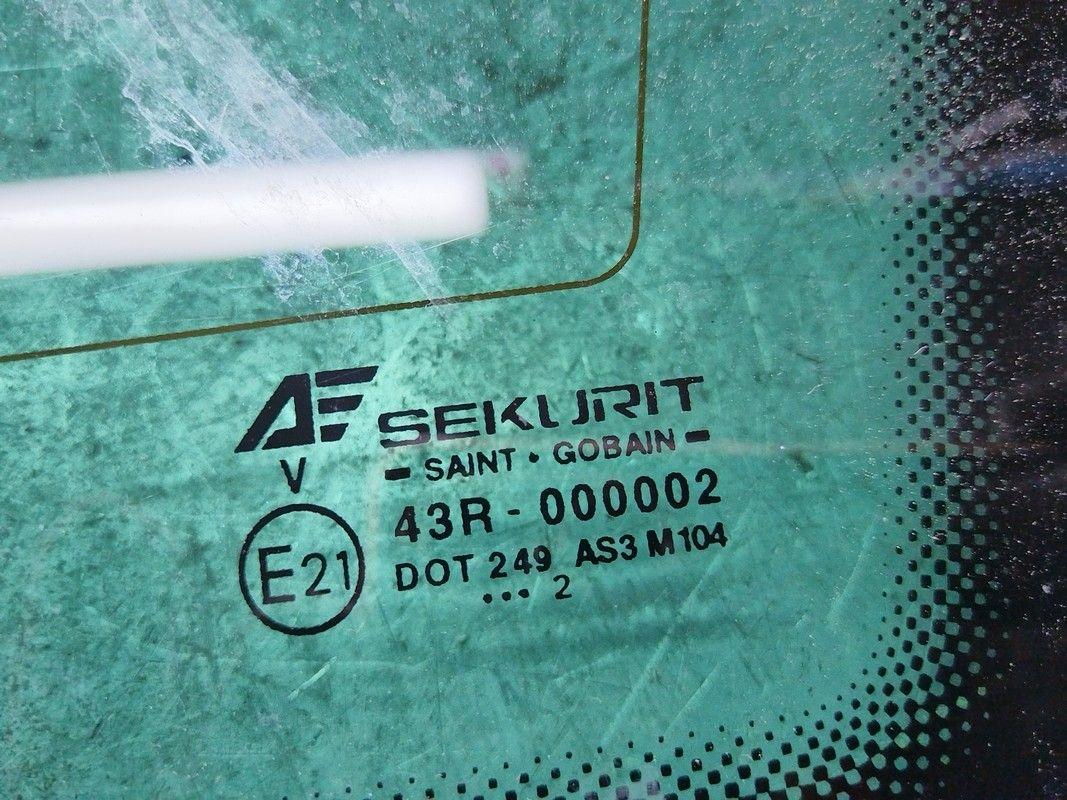 AF SEKURIT
V
SAINT • GOBAIN
43R - 000002
E21
DOT 249 AS3 M104
••• 2